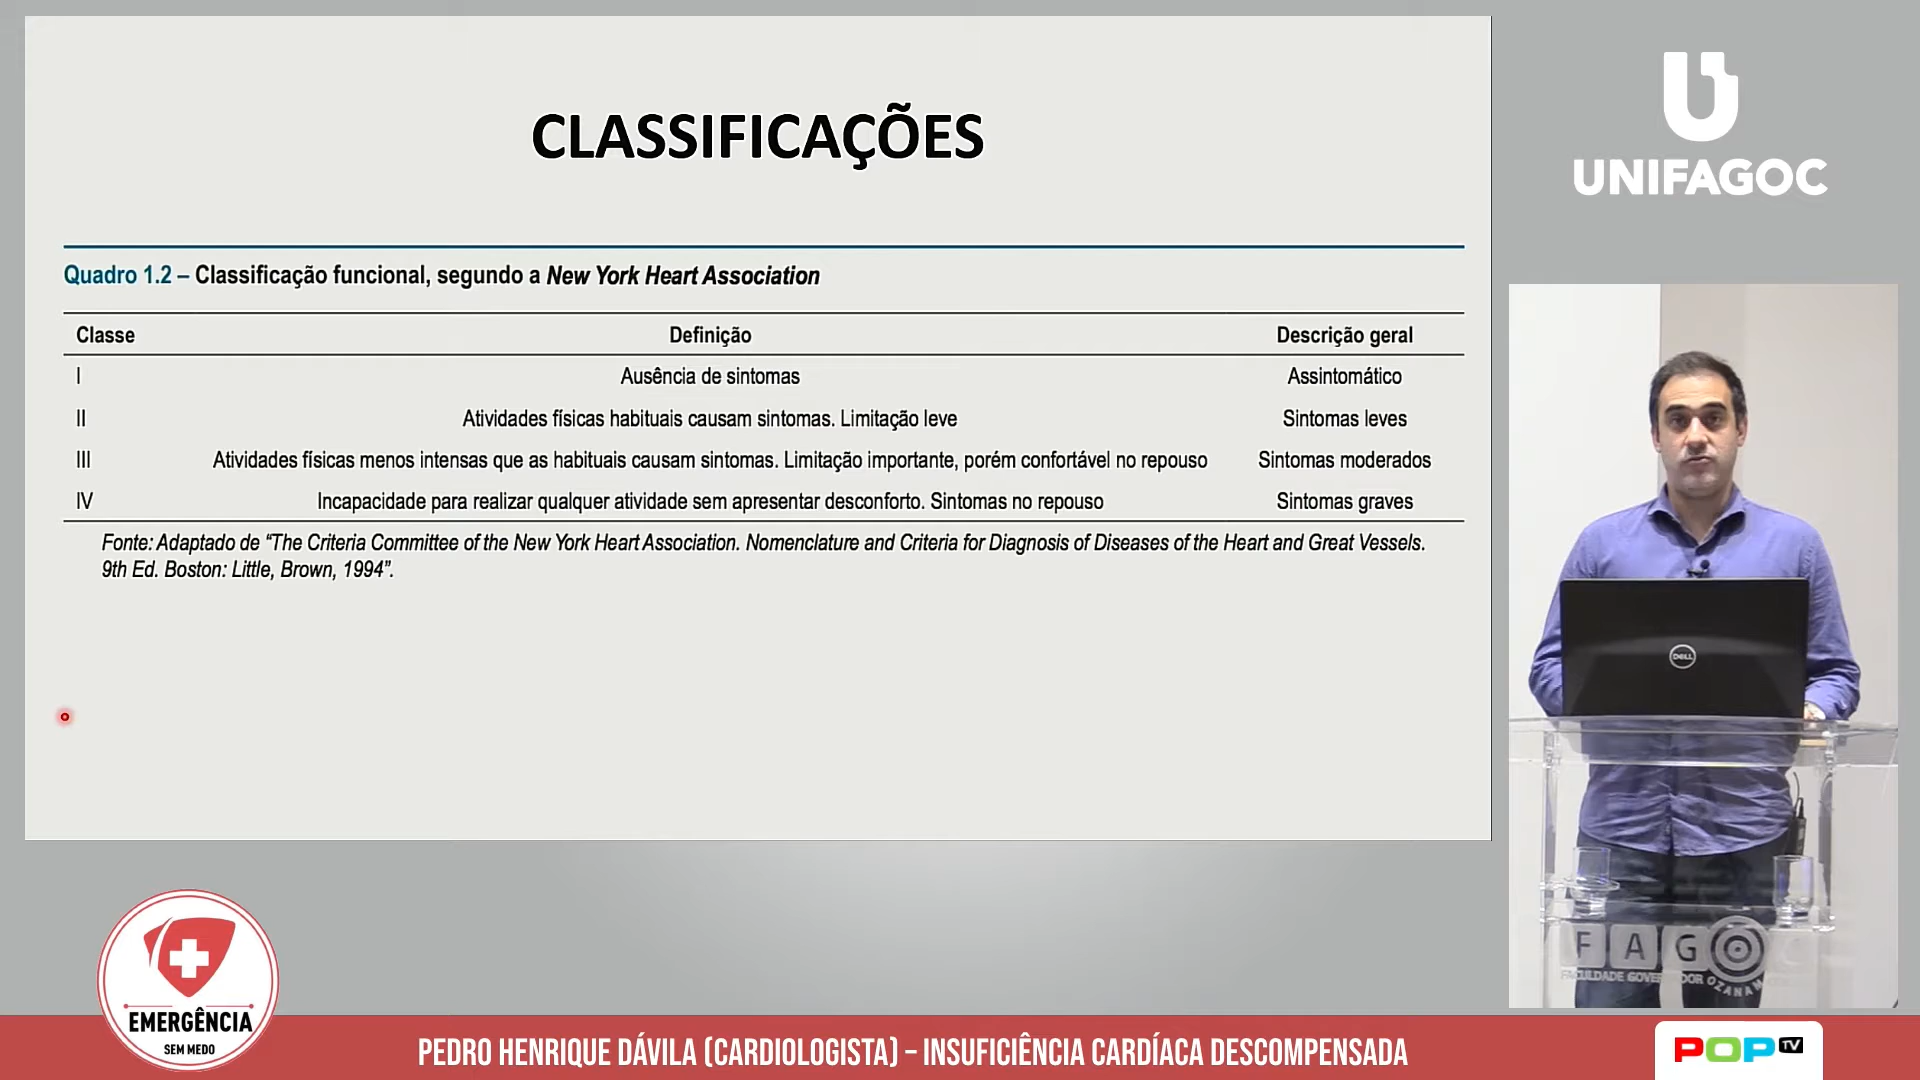 CLASSIFICAÇÕES
Quadro 1.2 – Classificação funcional, segundo a New York Heart Association
Classe Definição Descrição geral
I Ausência de sintomas Assintomático
II Atividades físicas habituais causam sintomas. Limitação leve Sintomas leves
III Atividades físicas menos intensas que as habituais causam sintomas. Limitação importante, porém confortável no repouso Sintomas moderados
IV Incapacidade para realizar qualquer atividade sem apresentar desconforto. Sintomas no repouso Sintomas graves
Fonte: Adaptado de “The Criteria Committee of the New York Heart Association. Nomenclature and Criteria for Diagnosis of Diseases of the Heart and Great Vessels.
9th Ed. Boston: Little, Brown, 1994”.
UNIFAGOC
DELL
FAGOC
FACULDADE GOVERNADOR OZANAM
EMERGÊNCIA
SEM MEDO
PEDRO HENRIQUE DÁVILA (CARDIOLOGISTA) – INSUFICIÊNCIA CARDÍACA DESCOMPENSADA
POP TV